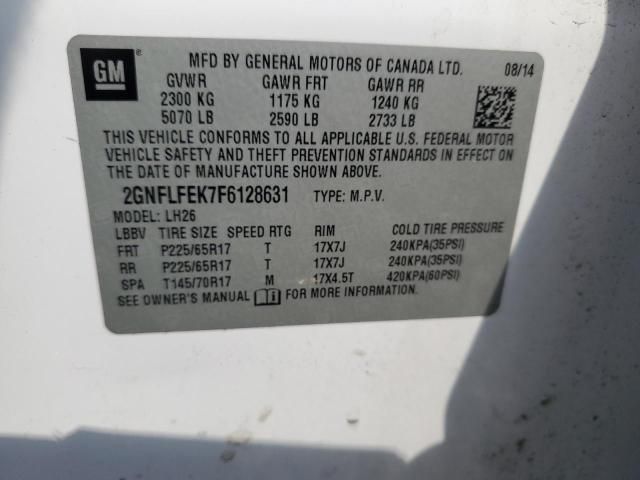 GM
MFD BY GENERAL MOTORS OF CANADA LTD. 08/14
GVWR GAWR FRT GAWR RR
2300 KG 1175 KG 1240 KG
5070 LB 2590 LB 2733 LB
THIS VEHICLE CONFORMS TO ALL APPLICABLE U.S. FEDERAL MOTOR
VEHICLE SAFETY AND THEFT PREVENTION STANDARDS IN EFFECT ON
THE DATE OF MANUFACTURE SHOWN ABOVE.
2GNFLFEK7F6128631 TYPE: M.P.V.
MODEL: LH26
LBBV TIRE SIZE SPEED RTG RIM COLD TIRE PRESSURE
FRT P225/65R17 T 17X7J 240KPA(35PSI)
RR P225/65R17 T 17X7J 240KPA(35PSI)
SPA T145/70R17 M 17X4.5T 420KPA(60PSI)
SEE OWNER'S MANUAL FOR MORE INFORMATION